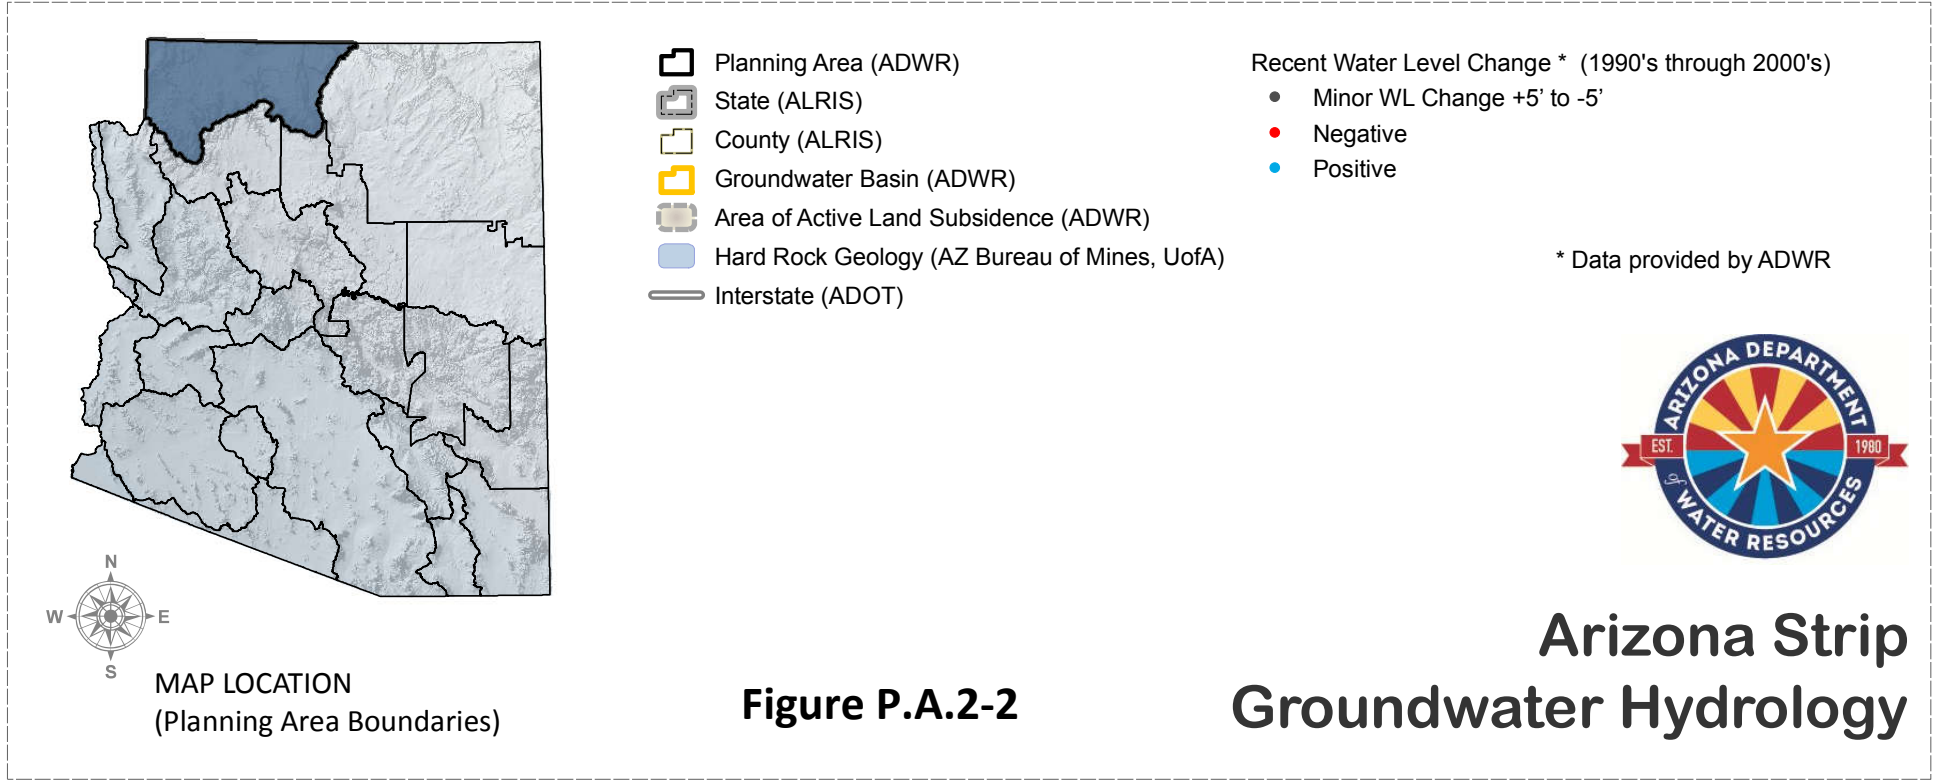 Planning Area (ADWR)
State (ALRIS)
County (ALRIS)
Groundwater Basin (ADWR)
Area of Active Land Subsidence (ADWR)
Hard Rock Geology (AZ Bureau of Mines, UofA)
Interstate (ADOT)
Recent Water Level Change * (1990's through 2000's)
Minor WL Change +5’ to -5’
Negative
Positive
* Data provided by ADWR
ARIZONA DEPARTMENT
EST. 1980
of WATER RESOURCES
N
W E
S
MAP LOCATION
(Planning Area Boundaries)
Figure P.A.2-2
Arizona Strip
Groundwater Hydrology